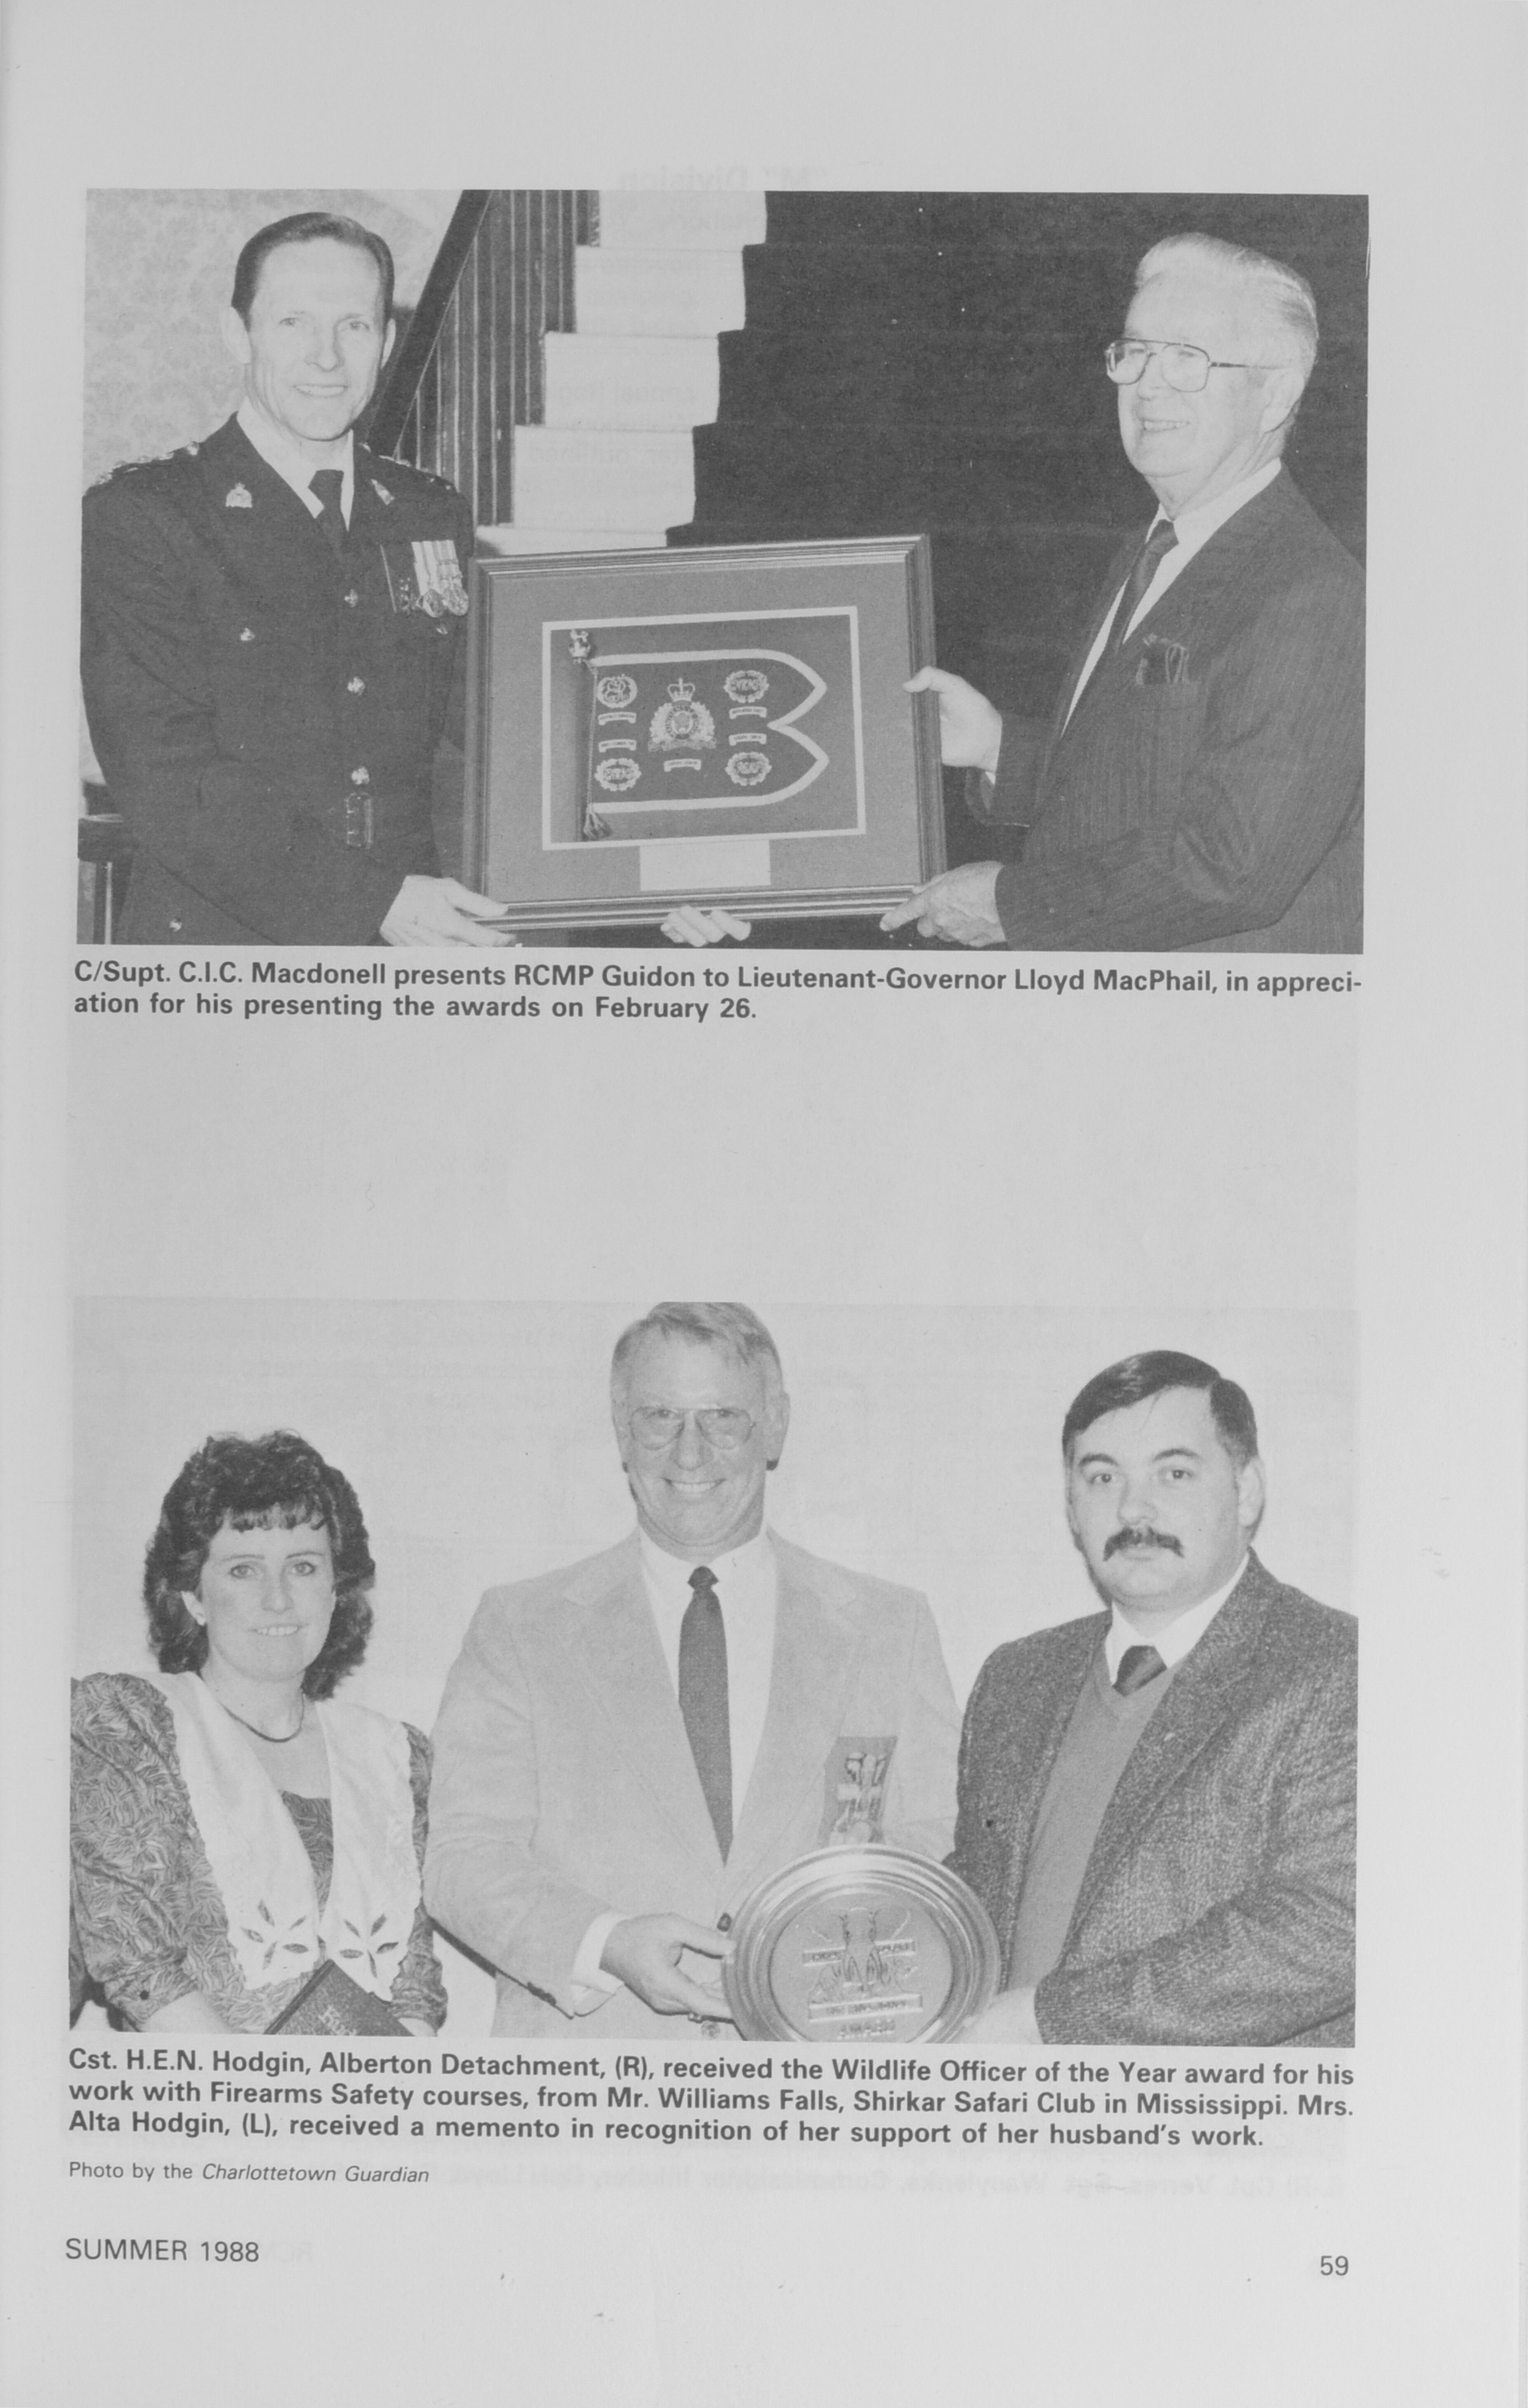 C/Supt. C.I.C. Macdonell presents RCMP Guidon to Lieutenant-Governor Lloyd MacPhail, in appreci-
ation for his presenting the awards on February 26.
Cst. H.E.N. Hodgin, Alberton Detachment, (R), received the Wildlife Officer of the Year award for his
work with Firearms Safety courses, from Mr. Williams Falls, Shirkar Safari Club in Mississippi. Mrs.
Alta Hodgin, (L), received a memento in recognition of her support of her husband's work.
Photo by the Charlottetown Guardian
SUMMER 1988
59